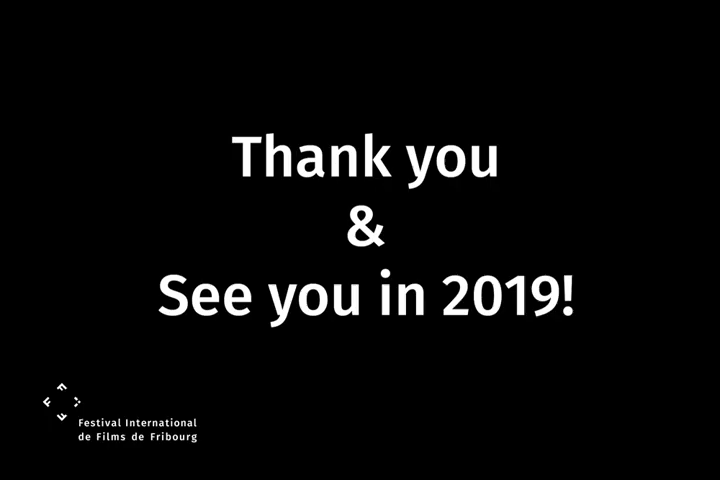 Thank you
&
See you in 2019!
Festival International
de Films de Fribourg